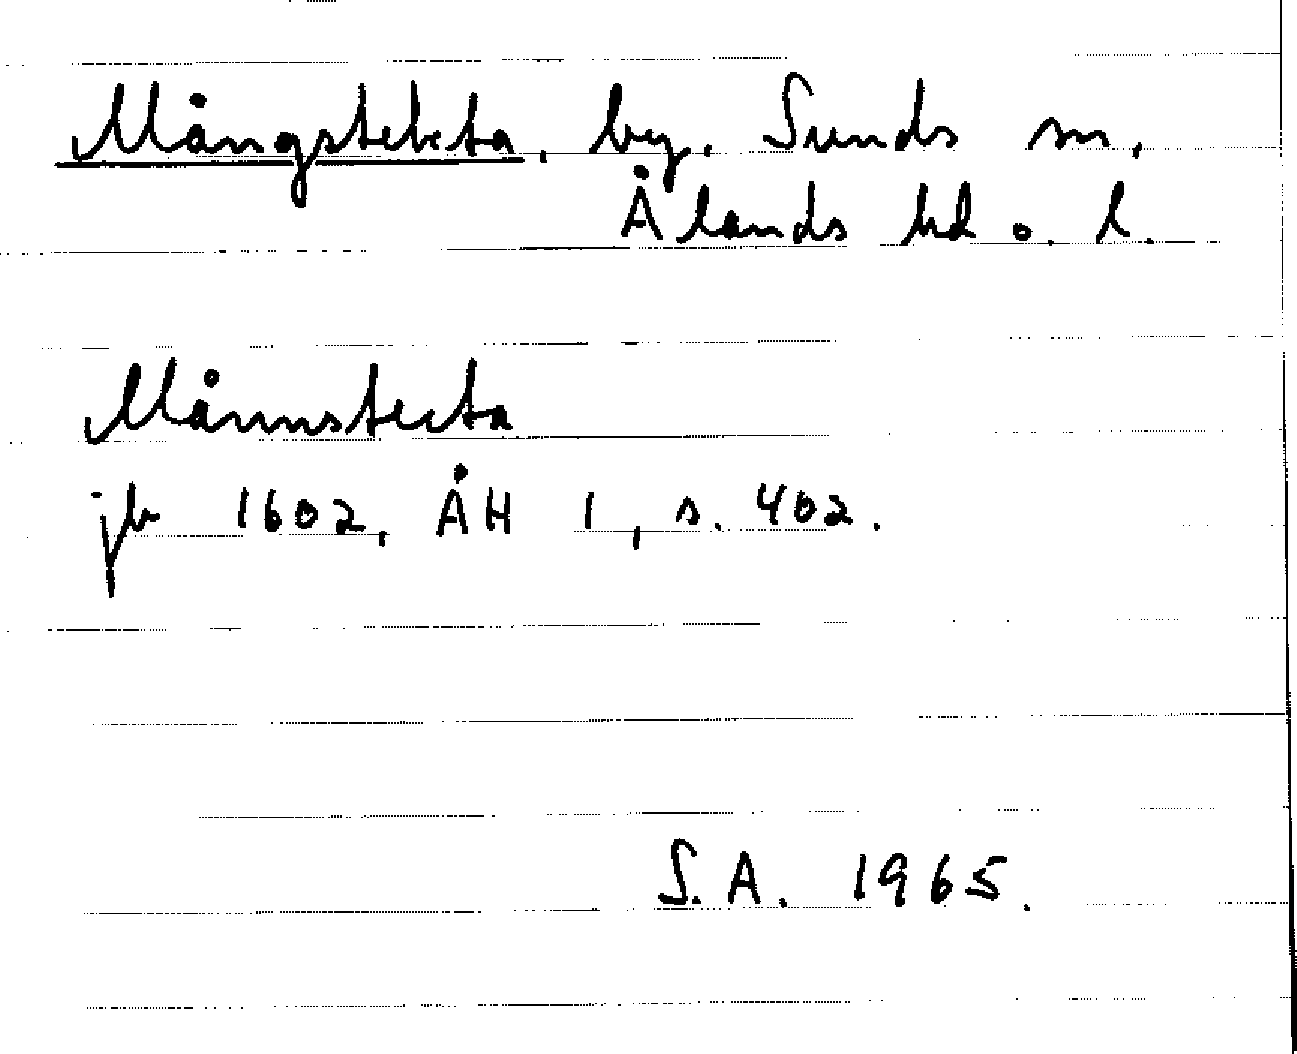 Mångstekta, by. Sunds sn,
Ålands hd o. l.
Månnstecta
jb 1602, ÅH 1, s. 402.
S.A. 1965.